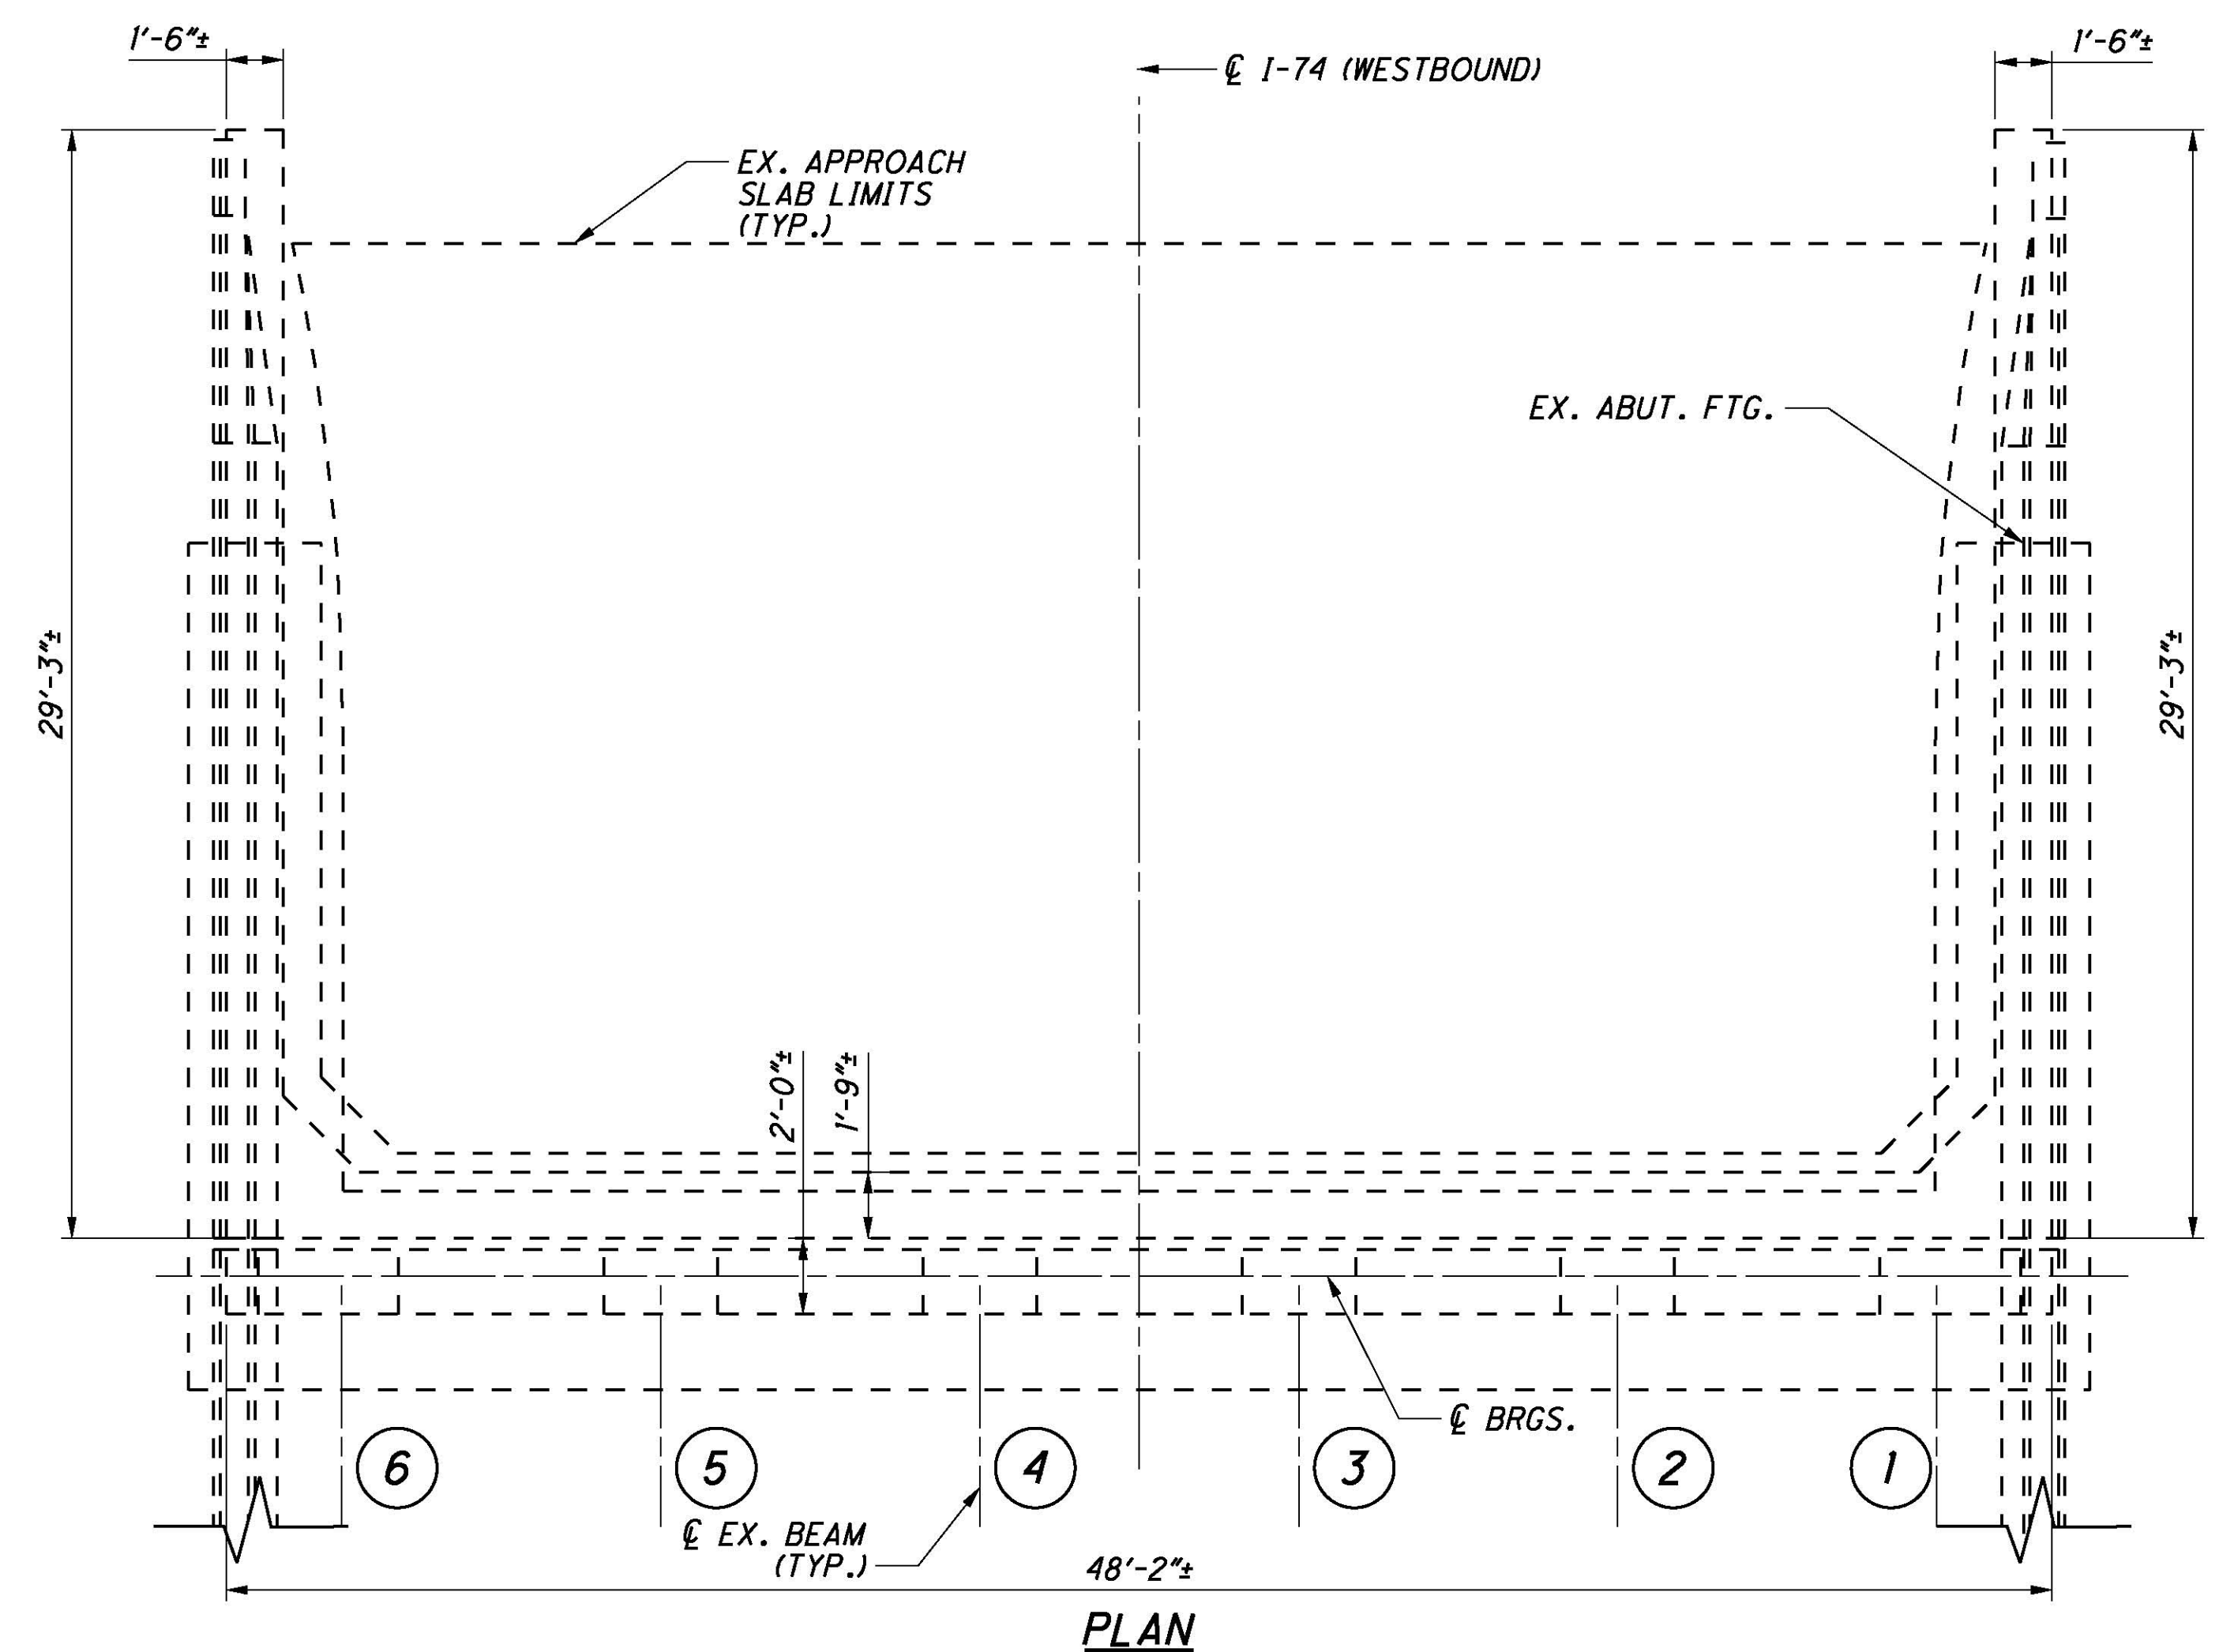 1'-6"±
℄ I-74 (WESTBOUND)
1'-6"±
EX. APPROACH
SLAB LIMITS
(TYP.)
EX. ABUT. FTG.
29'-3"±
29'-3"±
2'-0"±
1'-9"±
℄ BRGS.
6
5
4
3
2
1
℄ EX. BEAM
(TYP.)
48'-2"±
PLAN